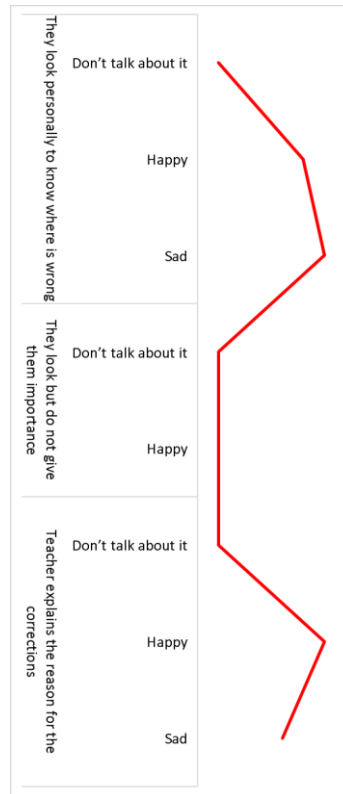 They look personally to know where is wrong
Don't talk about it
Happy
Sad
They look but do not give
them importance
Don't talk about it
Happy
Teacher explains the reason for the
corrections
Don't talk about it
Happy
Sad